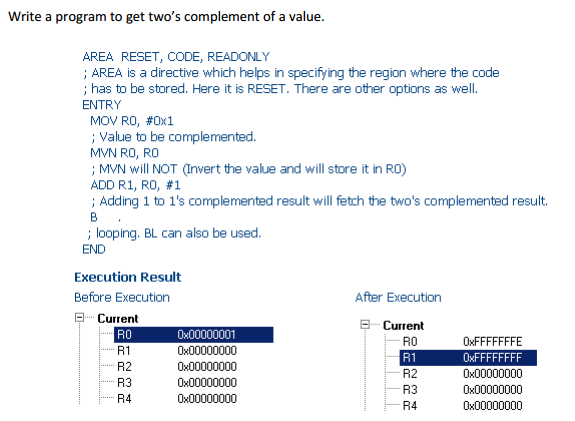 Write a program to get two's complement of a value.
AREA RESET, CODE, READONLY
; AREA is a directive which helps in specifying the region where the code
; has to be stored. Here it is RESET. There are other options as well.
ENTRY
MOV R0, #0x1
; Value to be complemented.
MVN R0, R0
; MVN will NOT (Invert the value and will store it in R0)
ADD R1, R0, #1
; Adding 1 to 1's complemented result will fetch the two's complemented result.
B .
; looping. BL can also be used.
END
Execution Result
Before Execution
Current
R0 0x00000001
R1 0x00000000
R2 0x00000000
R3 0x00000000
R4 0x00000000
After Execution
Current
R0 0xFFFFFFFE
R1 0xFFFFFFFF
R2 0x00000000
R3 0x00000000
R4 0x00000000